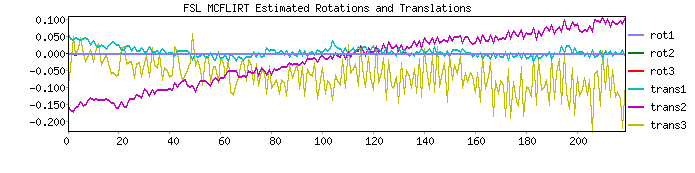 FSL MCFLIRT Estimated Rotations and Translations
0.100
0.050
0.000
-0.050
-0.100
-0.150
-0.200
0
20
40
60
80
100
120
140
160
180
200
rot1
rot2
rot3
trans1
trans2
trans3